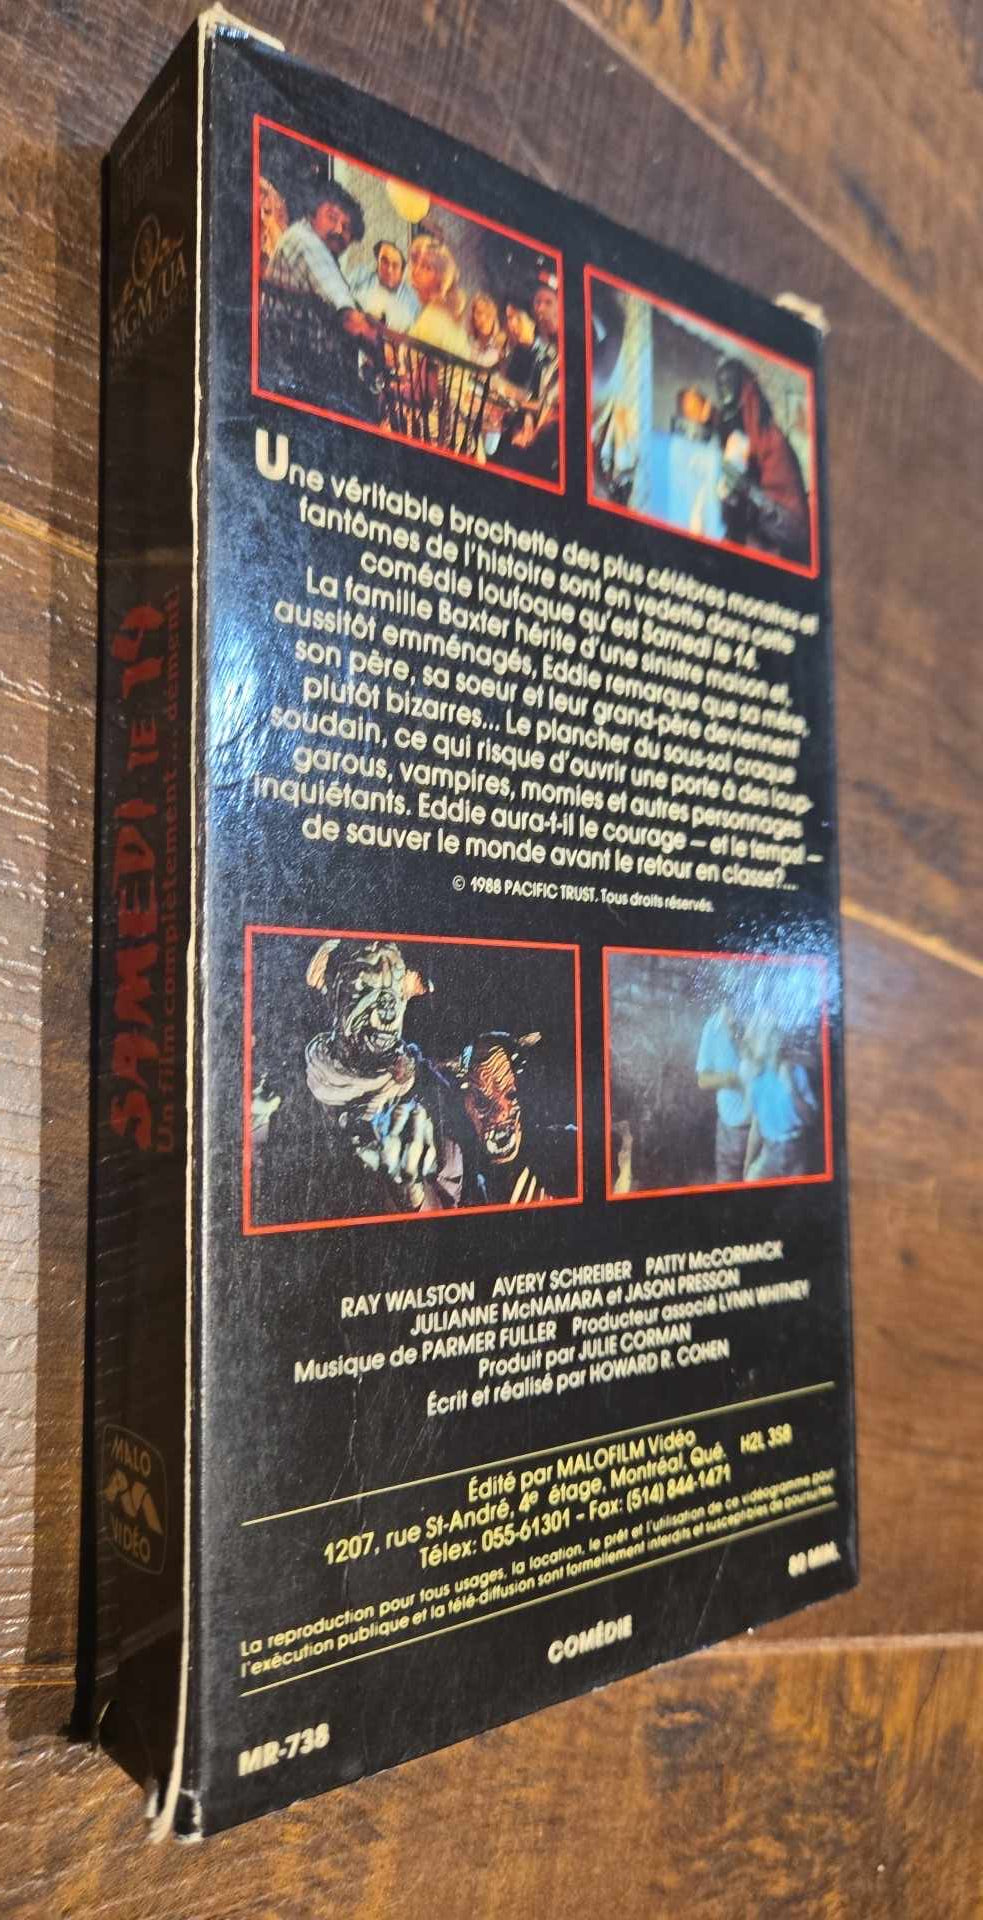 MGM/UA
VIDEO
SAMEDI LE 14
Un film complètement... dément!
MALO
VIDÉO
Une véritable brochette des plus célèbres monstres et
fantômes de l'histoire sont en vedette dans cette
comédie loufoque qu'est Samedi le 14.
La famille Baxter hérite d'une sinistre maison et,
aussitôt emménagés, Eddie remarque que sa mère,
son père, sa soeur et leur grand-père deviennent
plutôt bizarres... Le plancher du sous-sol craque
soudain, ce qui risque d'ouvrir une porte à des loup-
garous, vampires, momies et autres personnages
inquiétants. Eddie aura-t-il le courage — et le temps! —
de sauver le monde avant le retour en classe?...
© 1988 PACIFIC TRUST. Tous droits réservés.
RAY WALSTON AVERY SCHREIBER PATTY McCORMACK
JULIANNE McNAMARA et JASON PRESSON
Musique de PARMER FULLER Producteur associé LYNN WHITNEY
Produit par JULIE CORMAN
Écrit et réalisé par HOWARD R. COHEN
Édité par MALOFILM Vidéo
1207, rue St-André, 4e étage, Montréal, Qué. H2L 3S8
Télex: 055-61301 - Fax: (514) 844-1471
La reproduction pour tous usages, la location, le prêt et l'utilisation de ce vidéogramme pour
l'exécution publique et la télé-diffusion sont formellement interdits et susceptibles de poursuites.
80 MIN.
COMÉDIE
MR-738